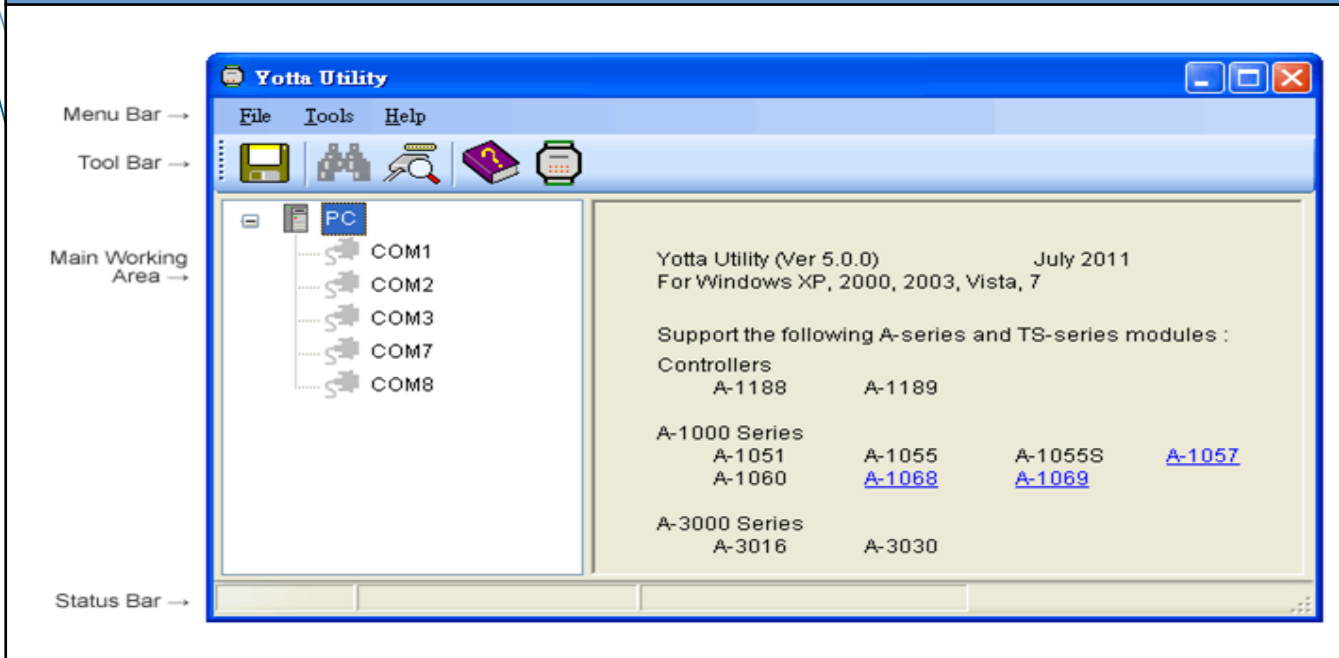 Yotta Utility
Menu Bar →
File Tools Help
Tool Bar →
Main Working
Area →
PC
COM1
COM2
COM3
COM7
COM8
Yotta Utility (Ver 5.0.0) July 2011
For Windows XP, 2000, 2003, Vista, 7
Support the following A-series and TS-series modules :
Controllers
A-1188 A-1189
A-1000 Series
A-1051 A-1055 A-1055S A-1057
A-1060 A-1068 A-1069
A-3000 Series
A-3016 A-3030
Status Bar →